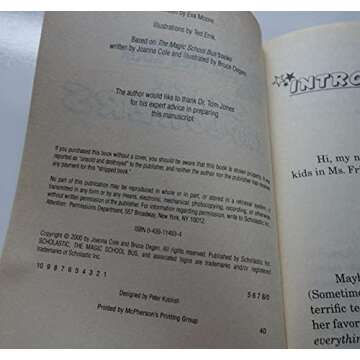 by Eva Moore.
Illustrations by Ted Enik.
Based on The Magic School Bus books
written by Joanna Cole and illustrated by Bruce Degen.
The author would like to thank Dr. Tom Jones
for his expert advice in preparing
this manuscript.
If you purchased this book without a cover, you should be aware that this book is stolen property. It was
reported as "unsold and destroyed" to the publisher, and neither the author nor the publisher has received
any payment for this "stripped book."
No part of this publication may be reproduced in whole or in part, or stored in a retrieval system, or
transmitted in any form or by any means, electronic, mechanical, photocopying, recording, or otherwise,
without written permission of the publisher. For information regarding permission, write to Scholastic Inc.,
Attention: Permissions Department, 557 Broadway, New York, NY 10012.
Copyright © 2000 by Joanna Cole and Bruce Degen. All rights reserved. Published by Scholastic Inc.
SCHOLASTIC, THE MAGIC SCHOOL BUS, and associated logos are trademarks and/or registered
trademarks of Scholastic Inc.
10 9 8 7 6 5 4 3 2 1
5 6 7 8/0
Designed by Peter Koblish
Printed by McPherson's Printing Group
40
INTRO
Hi, my n
kids in Ms. Fri
Mayb
(Sometim
terrific te
her favor
everythin